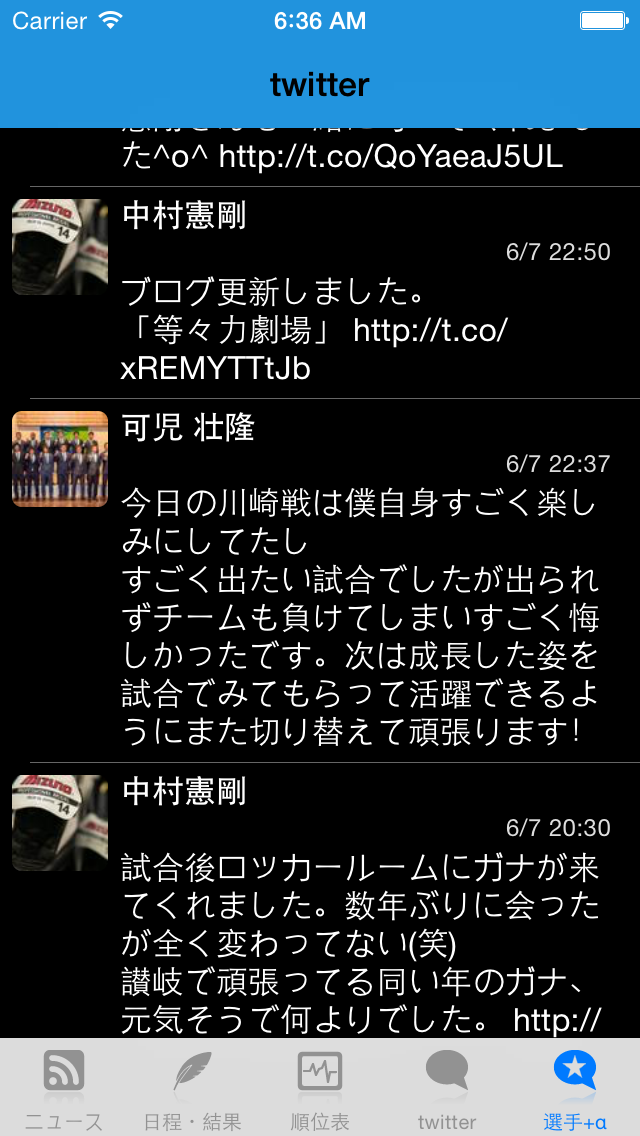 Carrier 6:36 AM
twitter
た^o^ http://t.co/QoYaeaJ5UL
中村憲剛
6/7 22:50
ブログ更新しました。
「等々力劇場」 http://t.co/
xREMYTTtJb
可児 壮隆
6/7 22:37
今日の川崎戦は僕自身すごく楽し
みにしてたし
すごく出たい試合でしたが出られ
ずチームも負けてしまいすごく悔
しかったです。次は成長した姿を
試合でみてもらって活躍できるよ
うにまた切り替えて頑張ります!
中村憲剛
6/7 20:30
試合後ロッカールームにガナが来
てくれました。数年ぶりに会った
が全く変わってない(笑)
讃岐で頑張ってる同い年のガナ、
元気そうで何よりでした。 http://
ニュース 日程・結果 順位表 twitter 選手+α
MIZUNO
14
MIZUNO
14